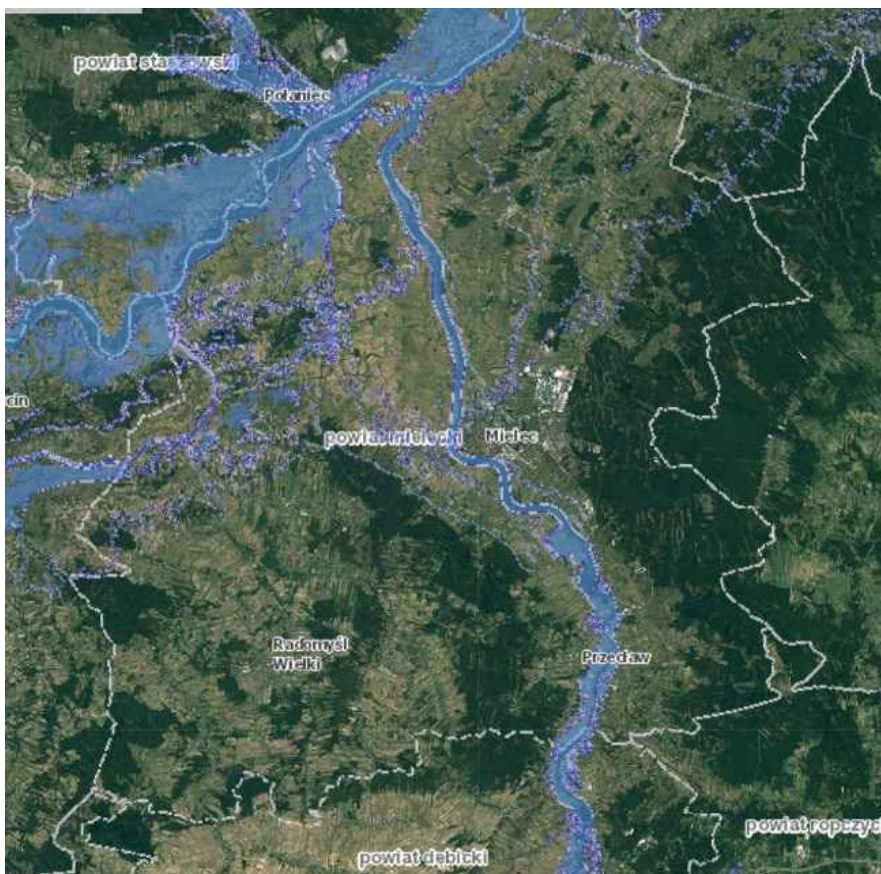 powiat staszowski
Połaniec
cin
powiat mielecki
Mielec
Radomyśl
Wielki
Przecław
powiat ropczyc
powiat dębicki